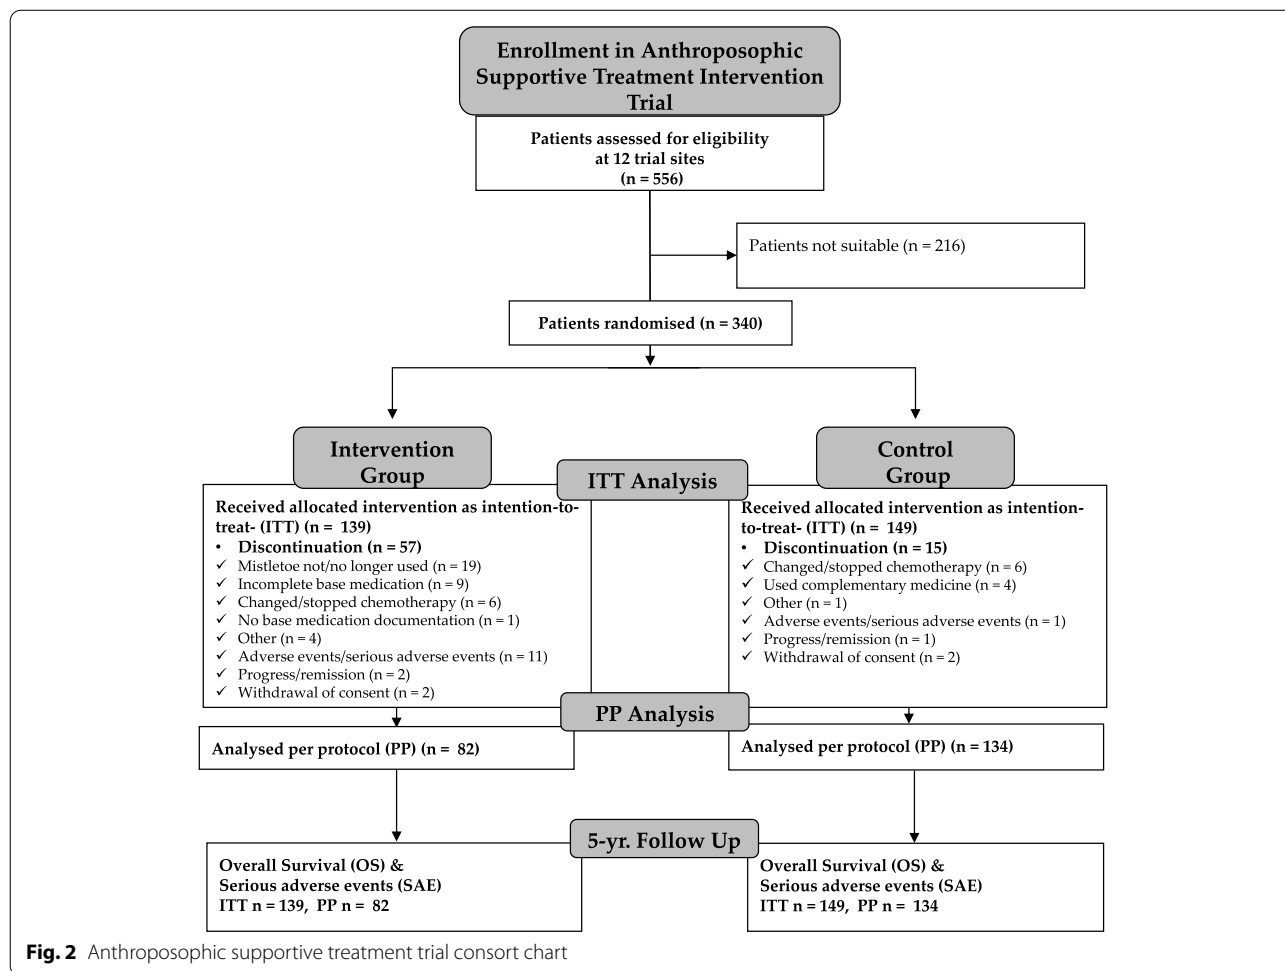 Enrollment in Anthroposophic
Supportive Treatment Intervention
Trial
Patients assessed for eligibility
at 12 trial sites
(n = 556)
Patients not suitable (n = 216)
Patients randomised (n = 340)
Intervention
Group
Control
Group
ITT Analysis
Received allocated intervention as intention-to-
treat- (ITT) (n = 139)
• Discontinuation (n = 57)
✓ Mistletoe not/no longer used (n = 19)
✓ Incomplete base medication (n = 9)
✓ Changed/stopped chemotherapy (n = 6)
✓ No base medication documentation (n = 1)
✓ Other (n = 4)
✓ Adverse events/serious adverse events (n = 11)
✓ Progress/remission (n = 2)
✓ Withdrawal of consent (n = 2)
Received allocated intervention as intention-
to-treat- (ITT) (n = 149)
• Discontinuation (n = 15)
✓ Changed/stopped chemotherapy (n = 6)
✓ Used complementary medicine (n = 4)
✓ Other (n = 1)
✓ Adverse events/serious adverse events (n = 1)
✓ Progress/remission (n = 1)
✓ Withdrawal of consent (n = 2)
PP Analysis
Analysed per protocol (PP) (n = 82)
Analysed per protocol (PP) (n = 134)
5-yr. Follow Up
Overall Survival (OS) &
Serious adverse events (SAE)
ITT n = 139, PP n = 82
Overall Survival (OS) &
Serious adverse events (SAE)
ITT n = 149, PP n = 134
Fig. 2 Anthroposophic supportive treatment trial consort chart